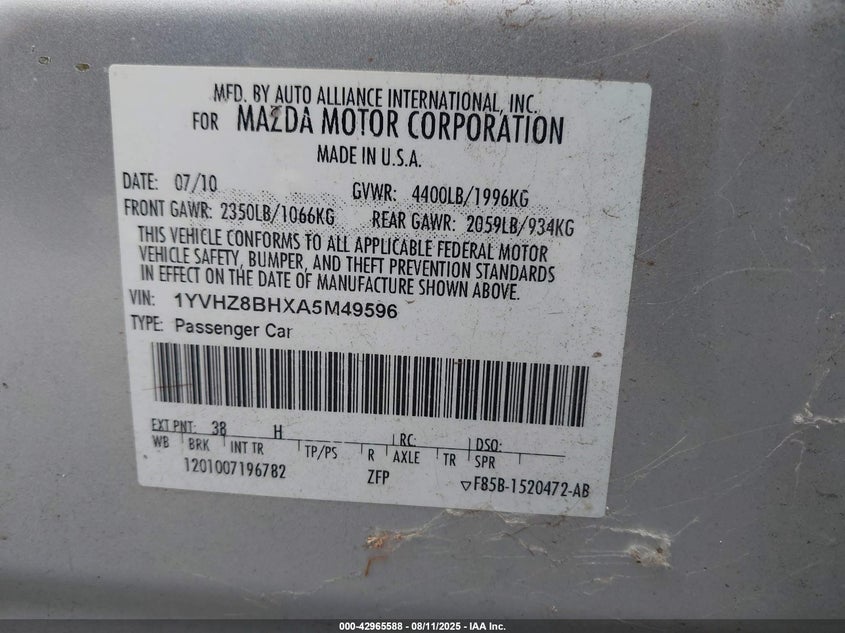 MFD. BY AUTO ALLIANCE INTERNATIONAL, INC.
FOR MAZDA MOTOR CORPORATION
MADE IN U.S.A.
DATE: 07/10 GVWR: 4400LB/1996KG
FRONT GAWR: 2350LB/1066KG REAR GAWR: 2059LB/934KG
THIS VEHICLE CONFORMS TO ALL APPLICABLE FEDERAL MOTOR
VEHICLE SAFETY, BUMPER, AND THEFT PREVENTION STANDARDS
IN EFFECT ON THE DATE OF MANUFACTURE SHOWN ABOVE.
VIN: 1YVHZ8BHXA5M49596
TYPE: Passenger Car
EXT PNT: 38 H RC: DSO:
WB BRK INT TR TP/PS R AXLE TR SPR
1201007196782 ZFP ▽F85B-1520472-AB
000-42965588 - 08/11/2025 - IAA Inc.